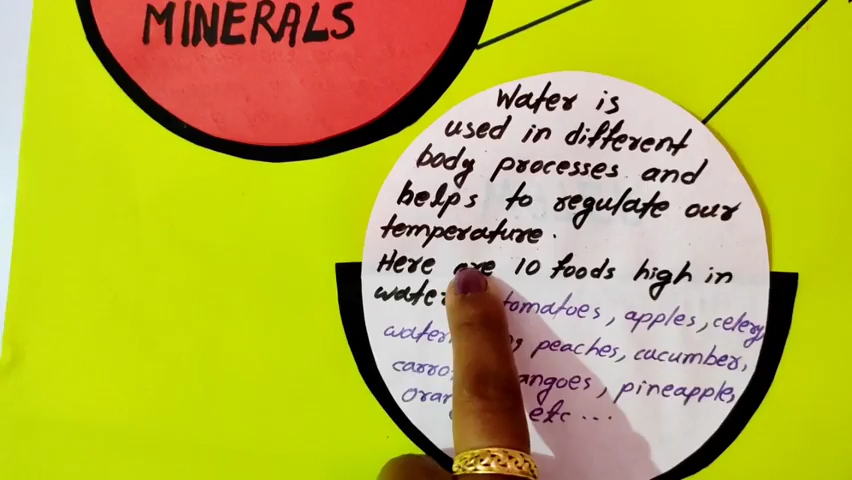 MINERALS
Water is
used in different
body processes and
helps to regulate our
temperature.
Here are 10 foods high in
water tomatoes, apples, celery
peaches, cucumber,
pineapple,
etc ...